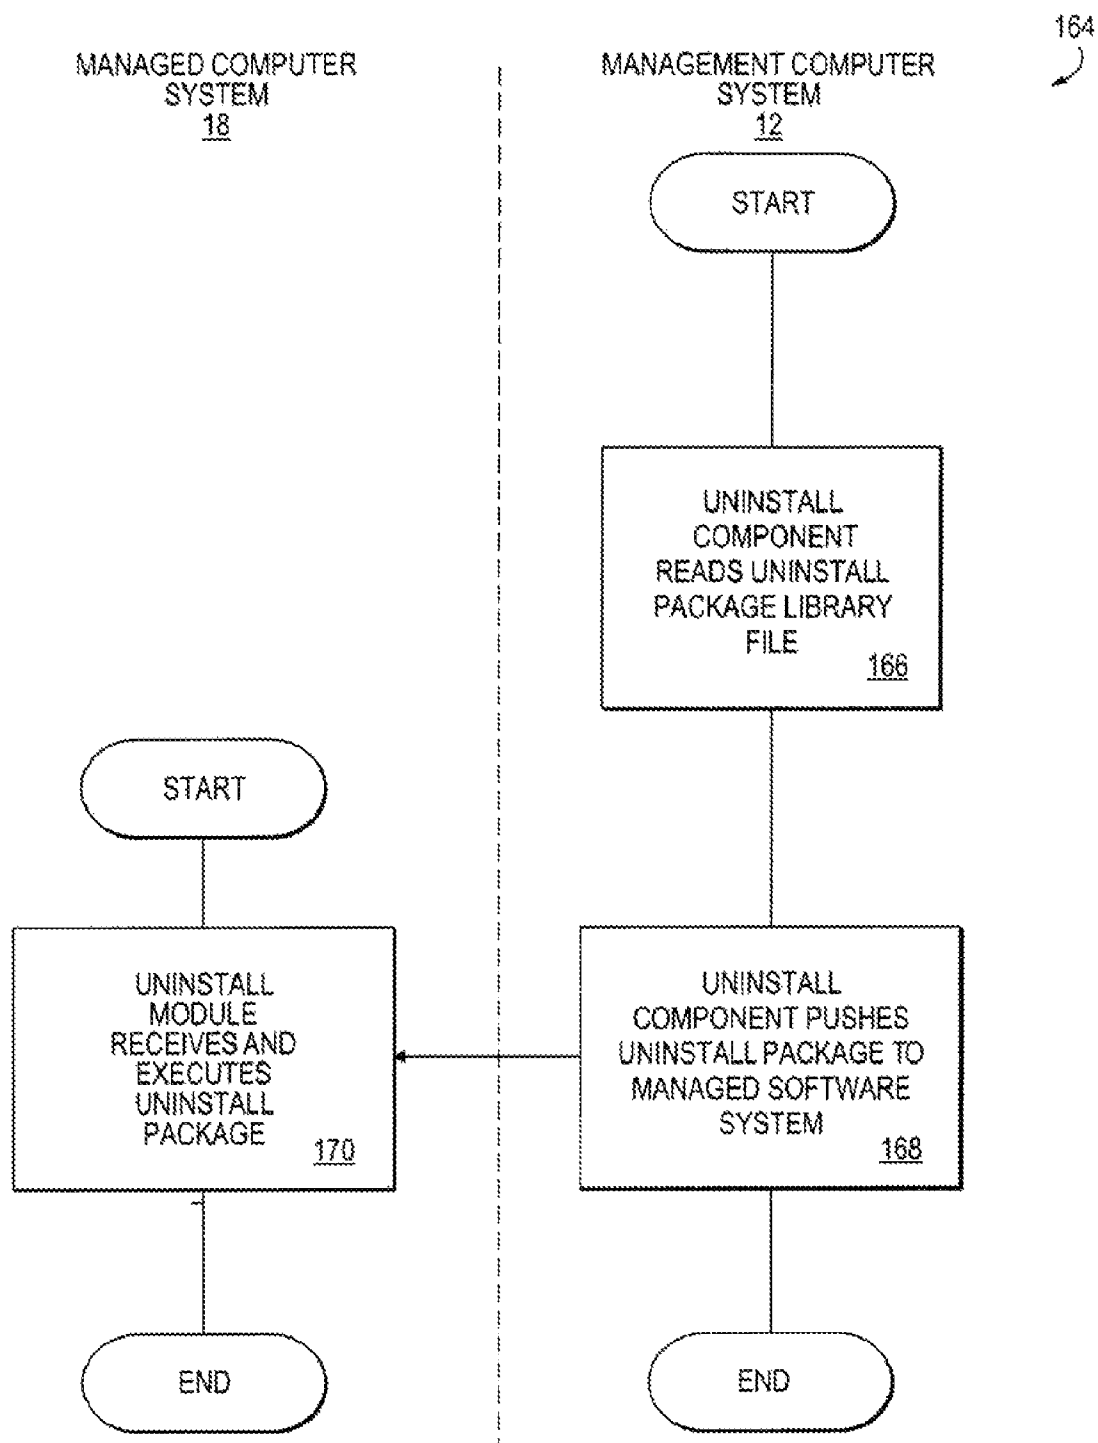 164
MANAGED COMPUTER
SYSTEM
18
MANAGEMENT COMPUTER
SYSTEM
12
START
UNINSTALL
COMPONENT
READS UNINSTALL
PACKAGE LIBRARY
FILE
166
START
UNINSTALL
MODULE
RECEIVES AND
EXECUTES
UNINSTALL
PACKAGE
170
UNINSTALL
COMPONENT PUSHES
UNINSTALL PACKAGE TO
MANAGED SOFTWARE
SYSTEM
168
END
END